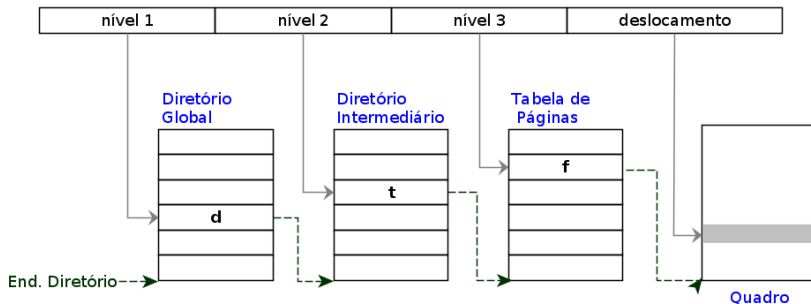 nível 1
nível 2
nível 3
deslocamento
Diretório
Global
Diretório
Intermediário
Tabela de
Páginas
f
t
d
End. Diretório
Quadro